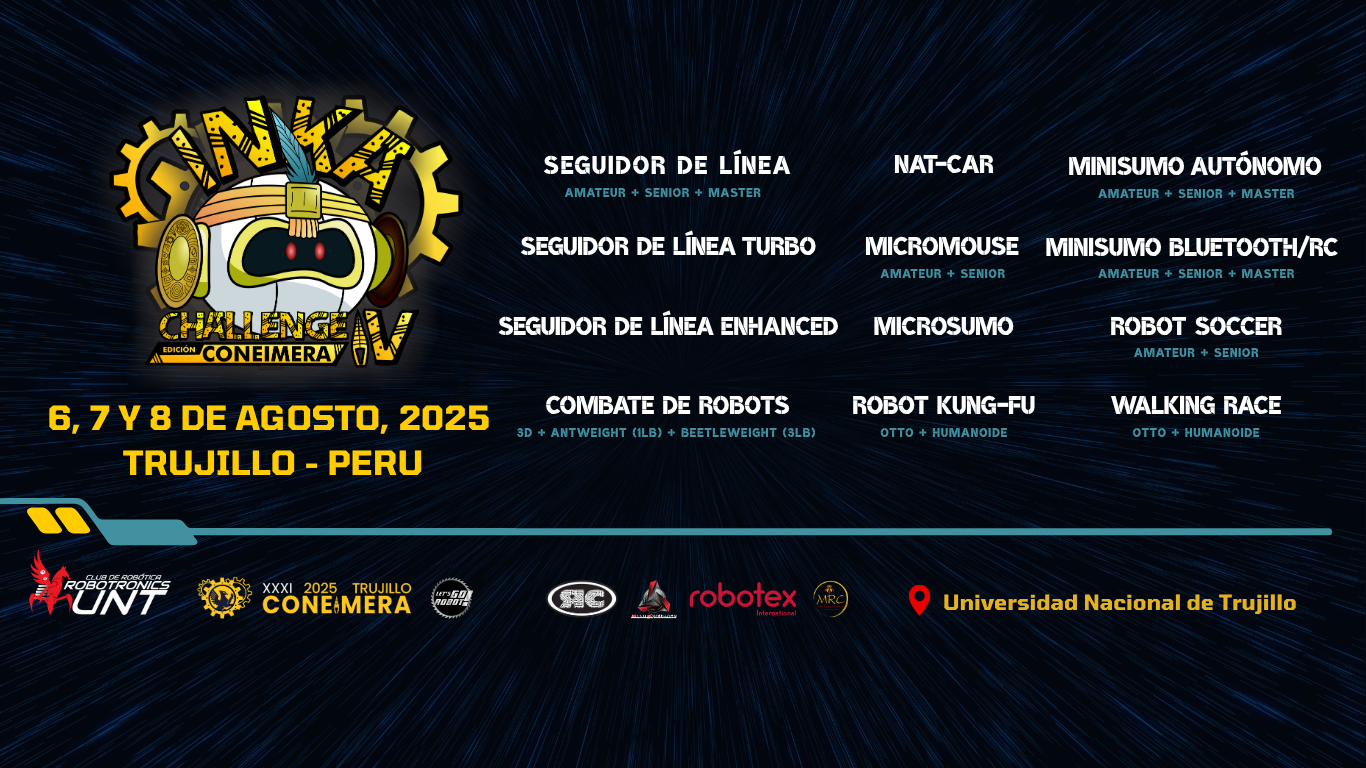 INKA
CHALLENGE IV
EDICIÓN CONEIMERA
6, 7 Y 8 DE AGOSTO, 2025
TRUJILLO - PERU
SEGUIDOR DE LÍNEA
AMATEUR + SENIOR + MASTER
SEGUIDOR DE LÍNEA TURBO
SEGUIDOR DE LÍNEA ENHANCED
COMBATE DE ROBOTS
3D + ANTWEIGHT (1LB) + BEETLEWEIGHT (3LB)
NAT-CAR
MICROMOUSE
AMATEUR + SENIOR
MICROSUMO
ROBOT KUNG-FU
OTTO + HUMANOIDE
MINISUMO AUTÓNOMO
AMATEUR + SENIOR + MASTER
MINISUMO BLUETOOTH/RC
AMATEUR + SENIOR + MASTER
ROBOT SOCCER
AMATEUR + SENIOR
WALKING RACE
OTTO + HUMANOIDE
CLUB DE ROBÓTICA
ROBOTRONICS
UNT
XXXI 2025 TRUJILLO
CONEIMERA
LET'S GO
RC
robotex
International
MRC
Universidad Nacional de Trujillo